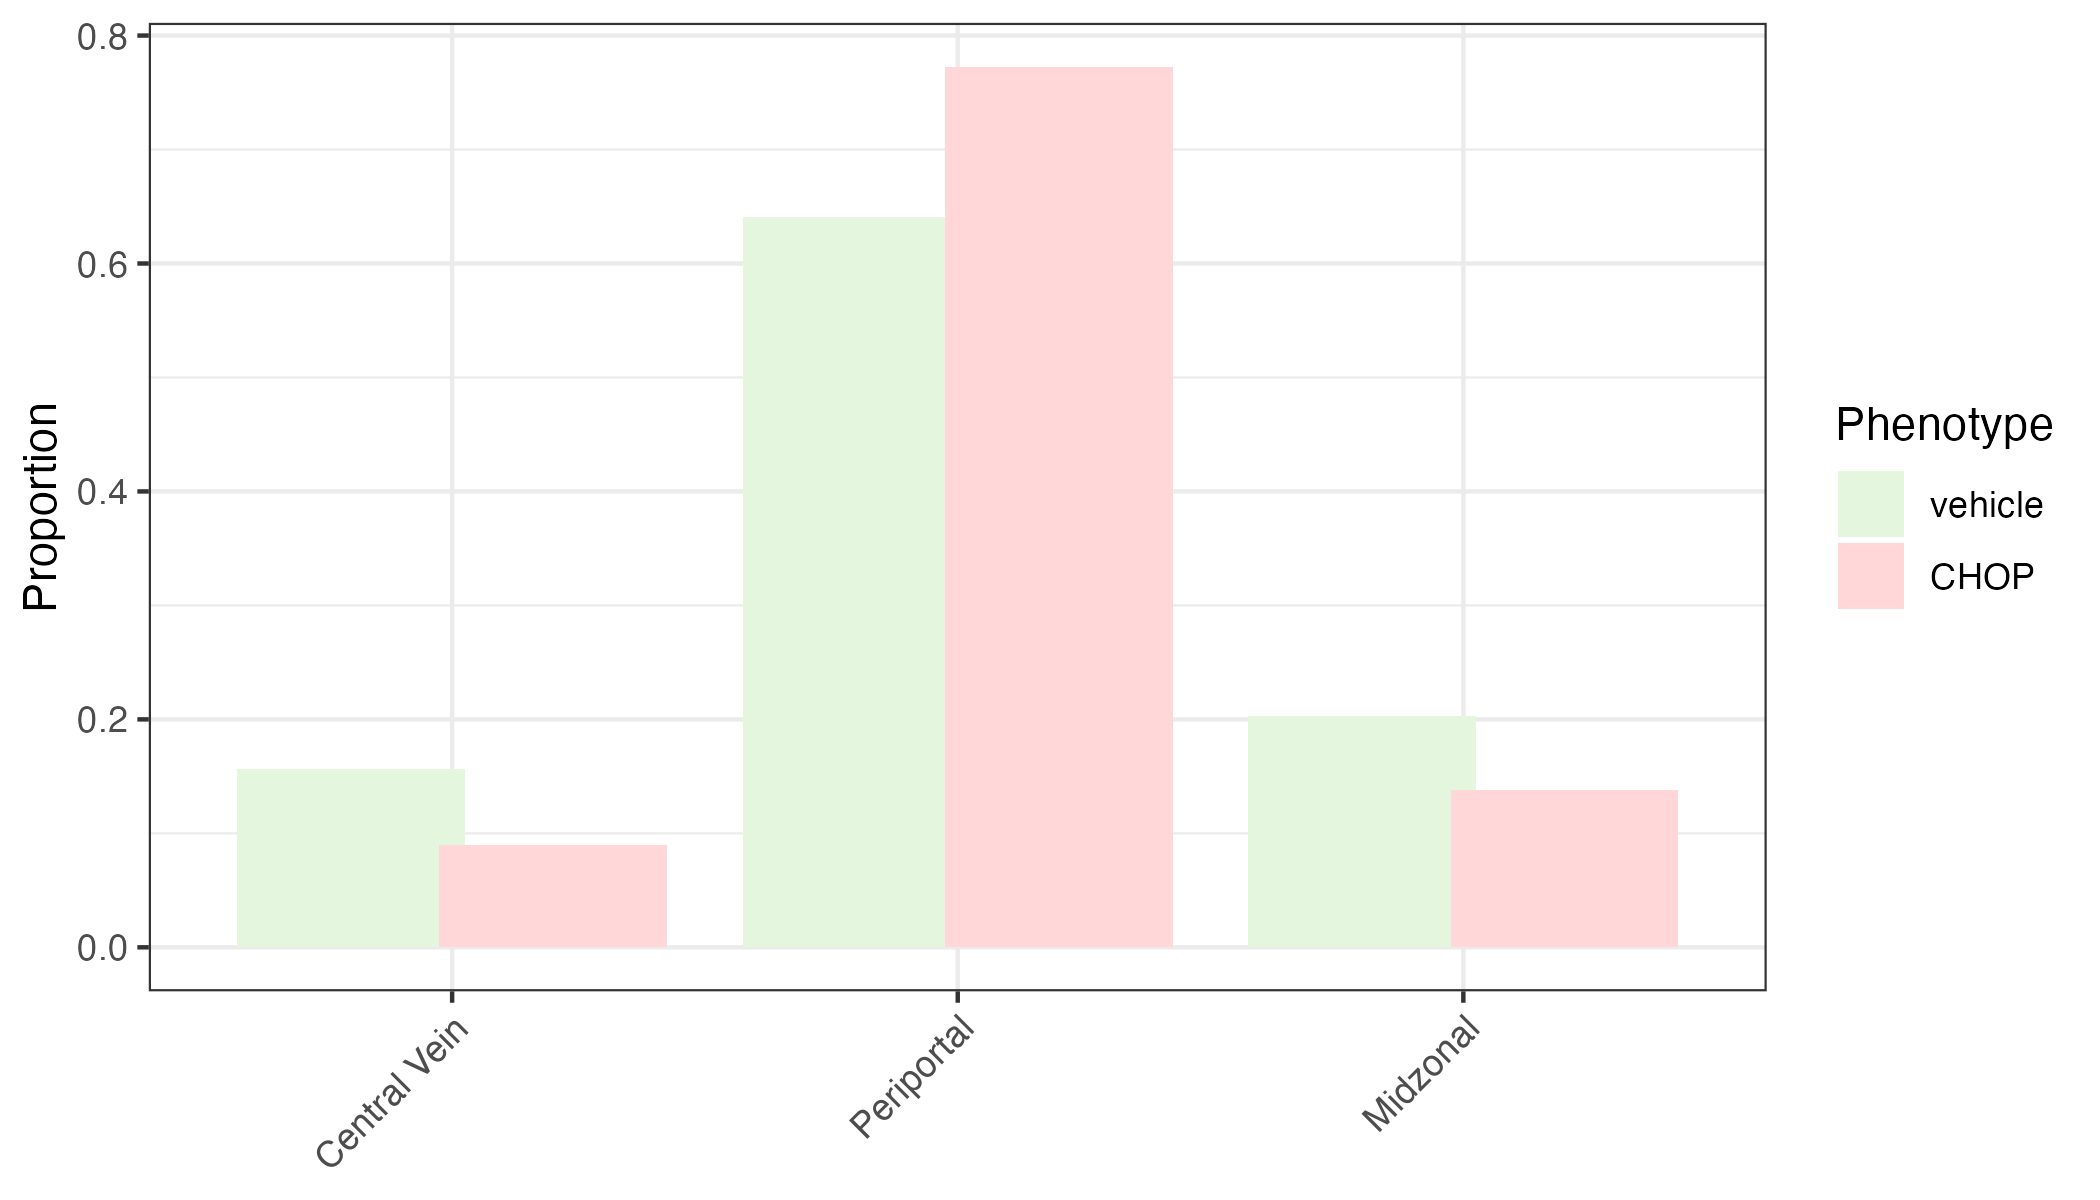 Proportion
0.8
0.6
0.4
0.2
0.0
Central Vein
Periportal
Midzonal
Phenotype
vehicle
CHOP